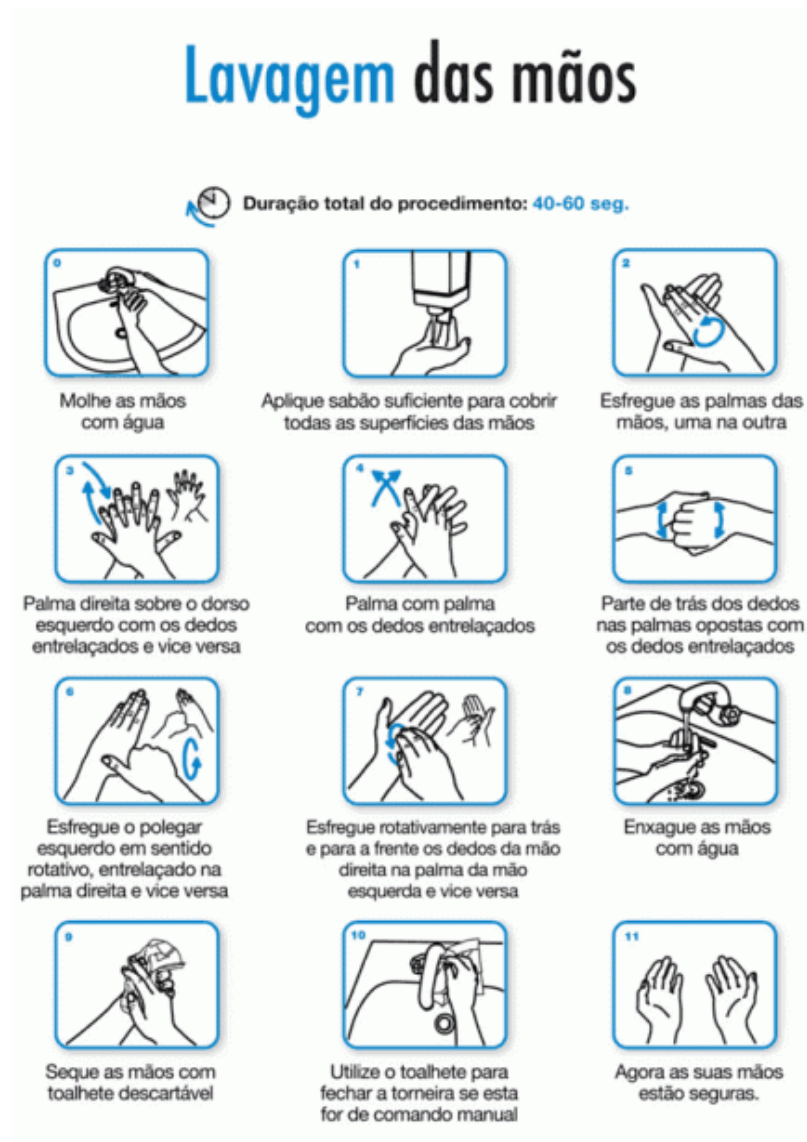 Lavagem das mãos
Duração total do procedimento: 40-60 seg.
0
Molhe as mãos
com água
1
Aplique sabão suficiente para cobrir
todas as superfícies das mãos
2
Esfregue as palmas das
mãos, uma na outra
3
Palma direita sobre o dorso
esquerdo com os dedos
entrelaçados e vice versa
4
Palma com palma
com os dedos entrelaçados
5
Parte de trás dos dedos
nas palmas opostas com
os dedos entrelaçados
6
Esfregue o polegar
esquerdo em sentido
rotativo, entrelaçado na
palma direita e vice versa
7
Esfregue rotativamente para trás
e para a frente os dedos da mão
direita na palma da mão
esquerda e vice versa
8
Enxague as mãos
com água
9
Seque as mãos com
toalhete descartável
10
Utilize o toalhete para
fechar a torneira se esta
for de comando manual
11
Agora as suas mãos
estão seguras.